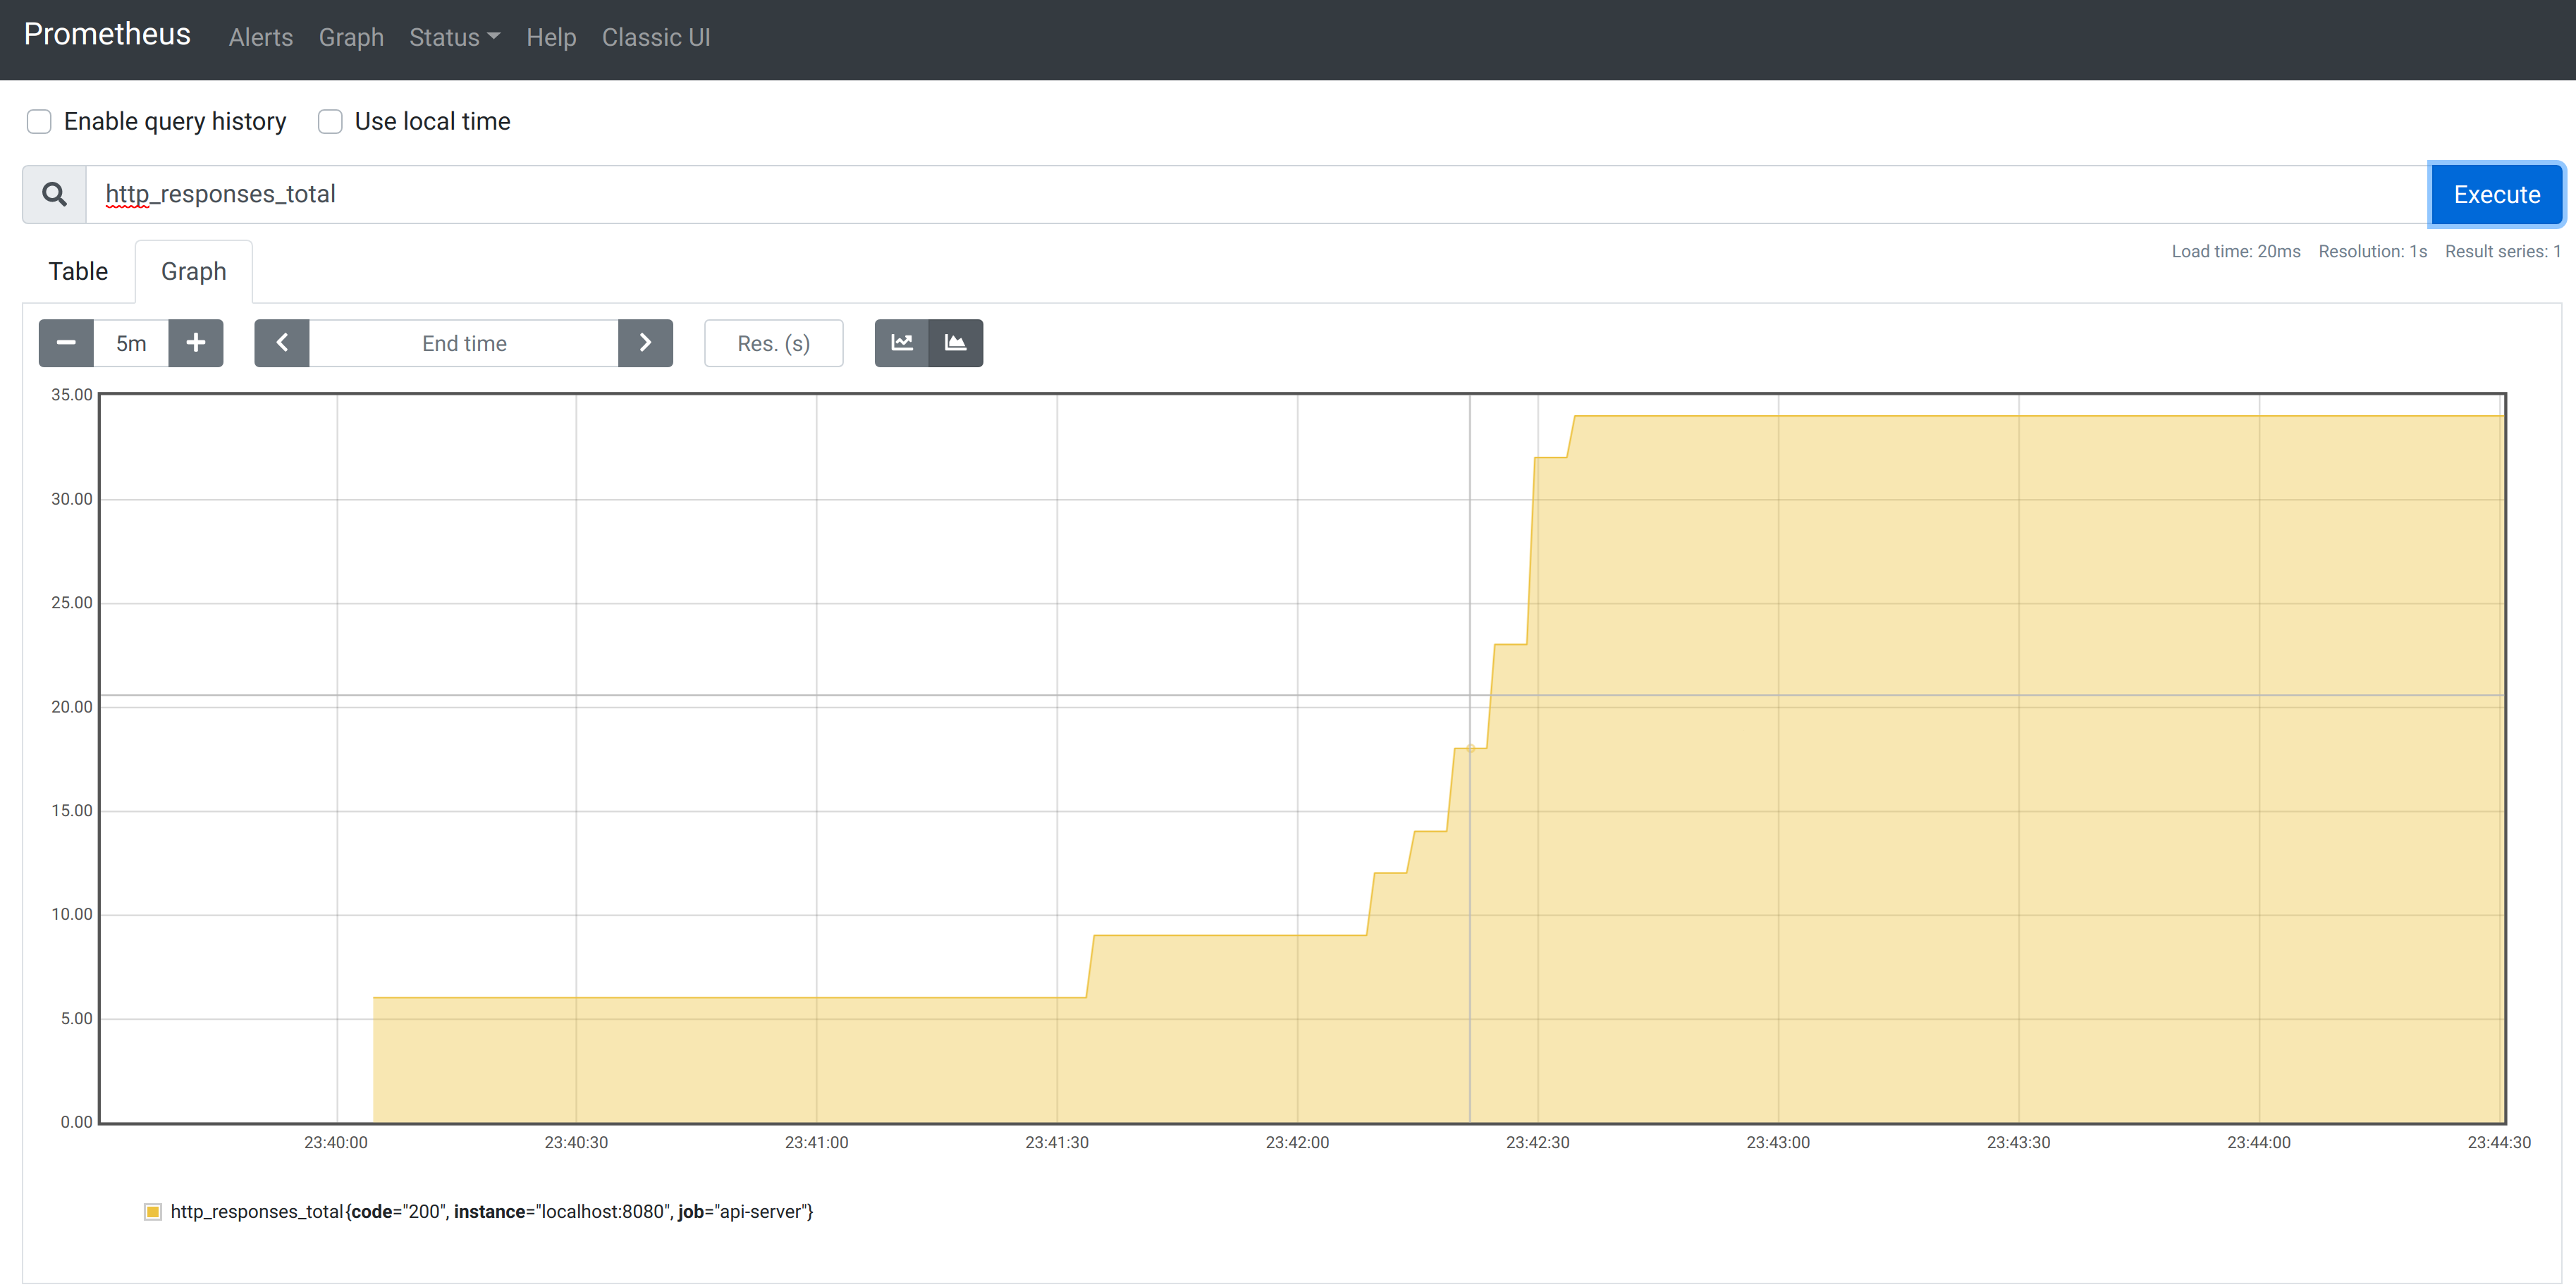 Prometheus Alerts Graph Status Help Classic UI
Enable query history Use local time
http_responses_total Execute
Table Graph Load time: 20ms Resolution: 1s Result series: 1
5m End time Res. (s)
35.00
30.00
25.00
20.00
15.00
10.00
5.00
0.00
23:40:00 23:40:30 23:41:00 23:41:30 23:42:00 23:42:30 23:43:00 23:43:30 23:44:00 23:44:30
http_responses_total{code="200", instance="localhost:8080", job="api-server"}